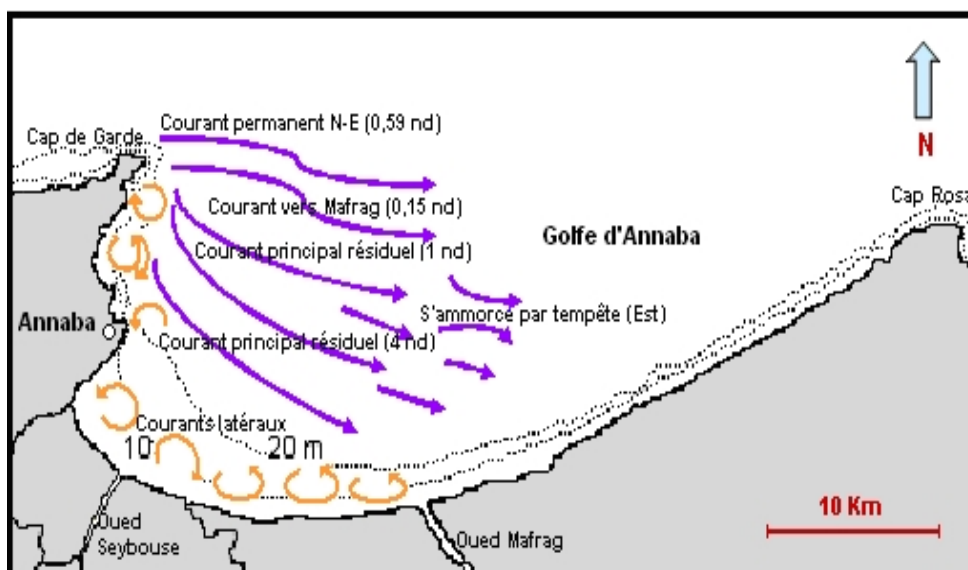 Courant permanent N-E (0,59 nd)
Cap de Garde
N
Cap Rosa
Courant vers Mafrag (0,15 nd)
Golfe d'Annaba
Courant principal résiduel (1 nd)
S'ammorce par tempête (Est)
Annaba
Courant principal résiduel (4 nd)
Courants latéraux
10 20 m
10 Km
Oued
Seybouse
Oued Mafrag